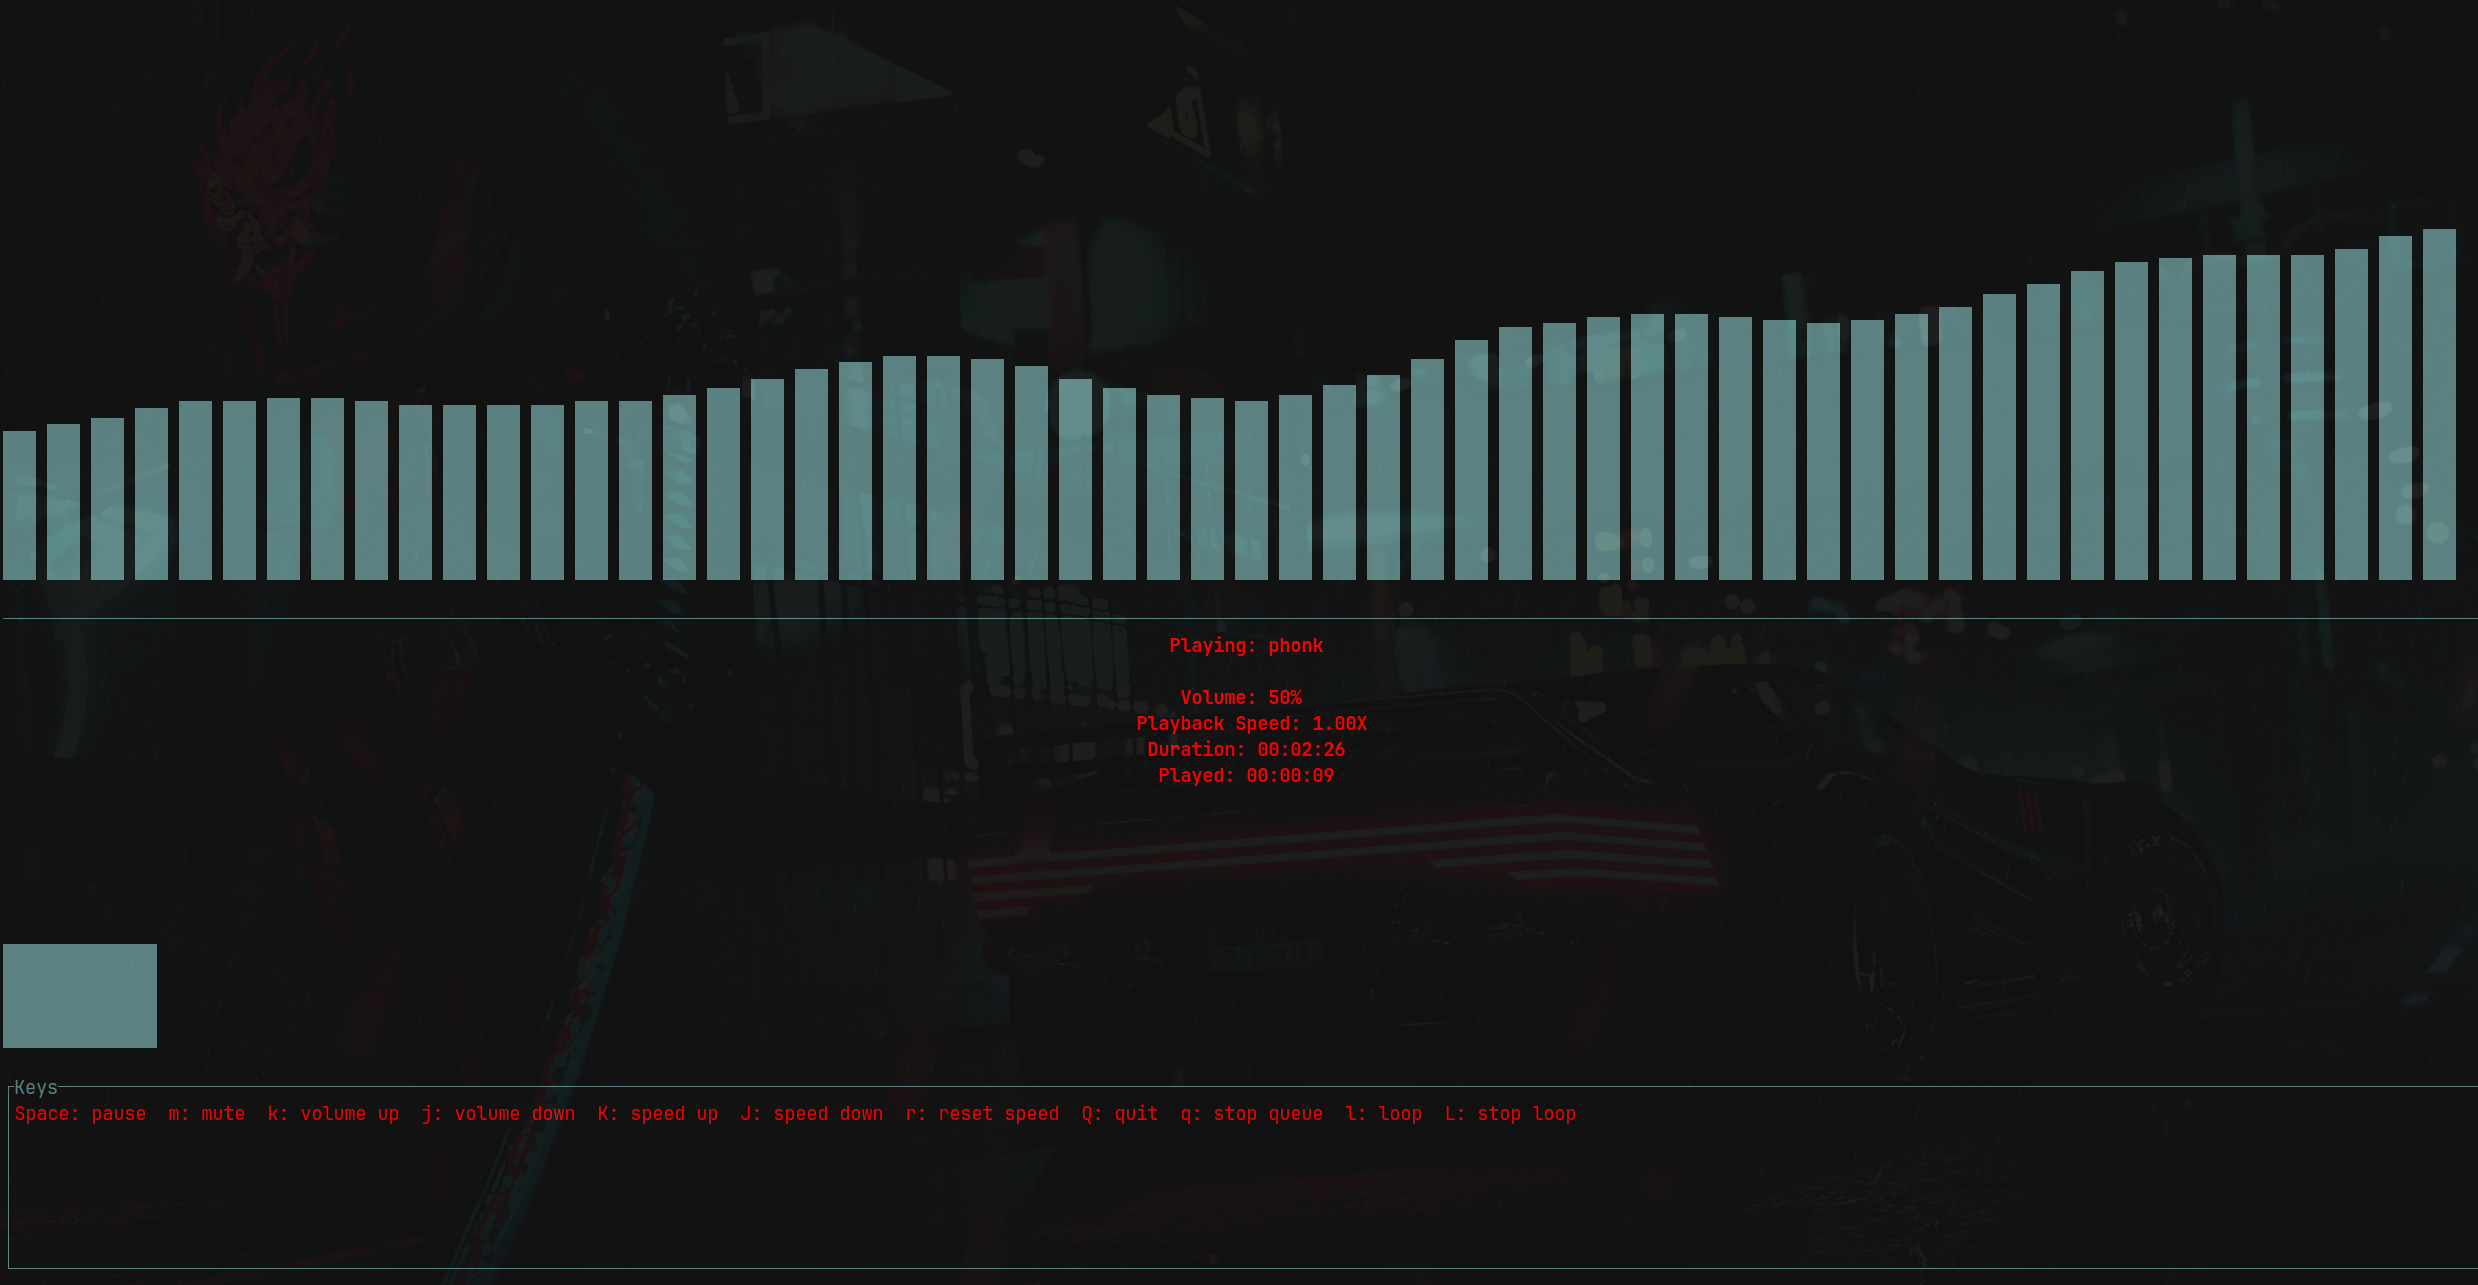 Playing: phonk
Volume: 50%
Playback Speed: 1.00X
Duration: 00:02:26
Played: 00:00:09
Keys
Space: pause  m: mute  k: volume up  j: volume down  K: speed up  J: speed down  r: reset speed  Q: quit  q: stop queue  l: loop  L: stop loop